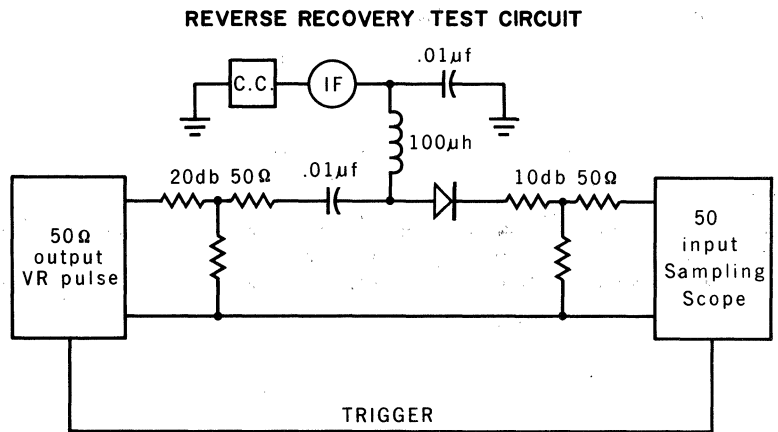 REVERSE RECOVERY TEST CIRCUIT
.01μf
C.C.
IF
100μh
20db 50Ω
.01μf
10db 50Ω
50Ω
output
VR pulse
50
input
Sampling
Scope
TRIGGER